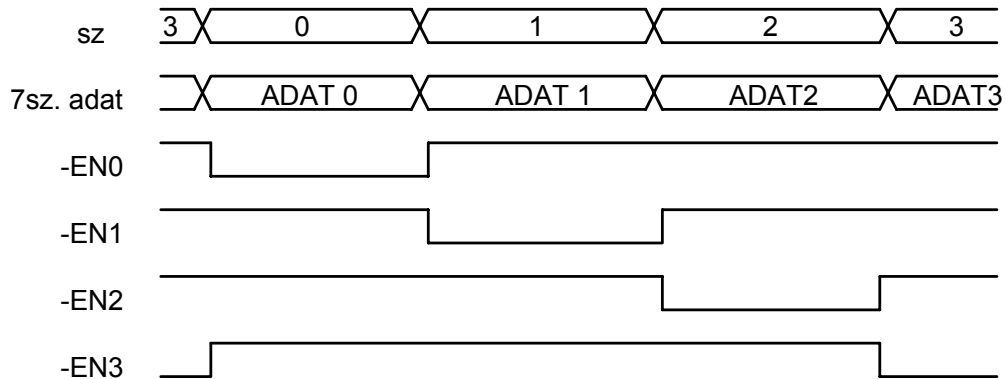 sz 3 0 1 2 3
7sz. adat ADAT 0 ADAT 1 ADAT2 ADAT3
-EN0
-EN1
-EN2
-EN3